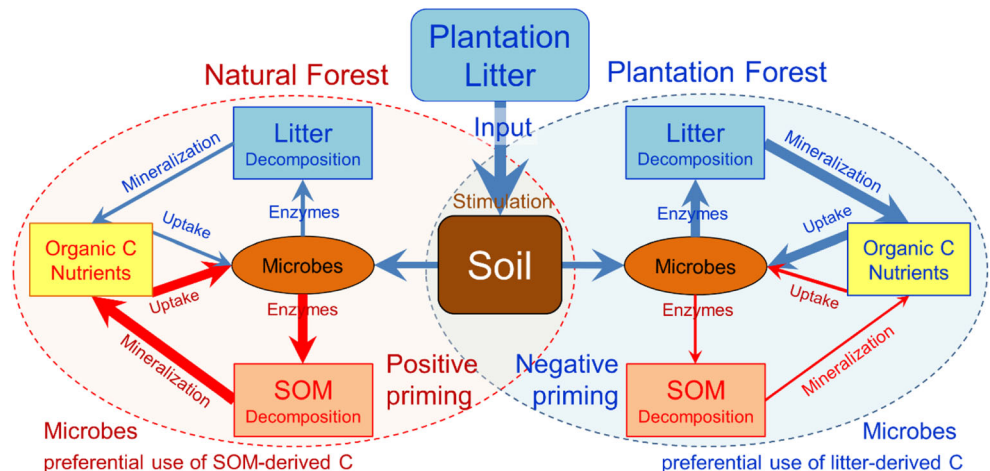 Plantation
Litter
Natural Forest
Plantation Forest
Input
Litter
Decomposition
Mineralization
Enzymes
Uptake
Organic C
Nutrients
Microbes
Uptake
Enzymes
Mineralization
SOM
Decomposition
Positive
priming
Microbes
preferential use of SOM-derived C
Stimulation
Soil
Litter
Decomposition
Mineralization
Enzymes
Uptake
Microbes
Organic C
Nutrients
Uptake
Enzymes
Mineralization
SOM
Decomposition
Negative
priming
Microbes
preferential use of litter-derived C